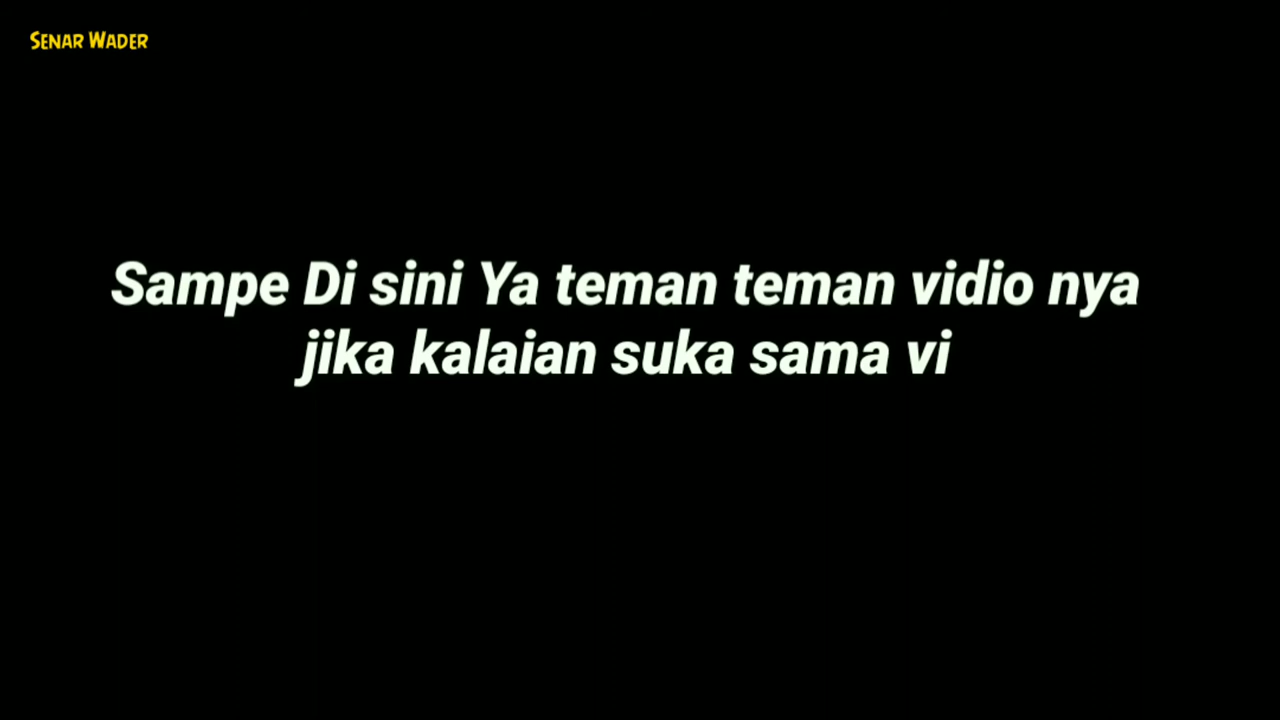 SENAR WADER
Sampe Di sini Ya teman teman vidio nya
jika kalaian suka sama vi